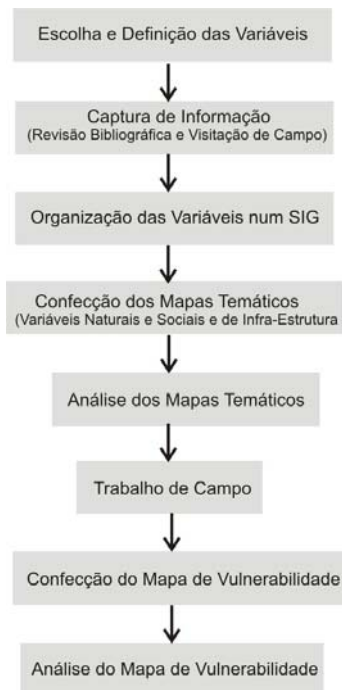 Escolha e Definição das Variáveis
Captura de Informação
(Revisão Bibliográfica e Visitação de Campo)
Organização das Variáveis num SIG
Confecção dos Mapas Temáticos
(Variáveis Naturais e Sociais e de Infra-Estrutura
Análise dos Mapas Temáticos
Trabalho de Campo
Confecção do Mapa de Vulnerabilidade
Análise do Mapa de Vulnerabilidade